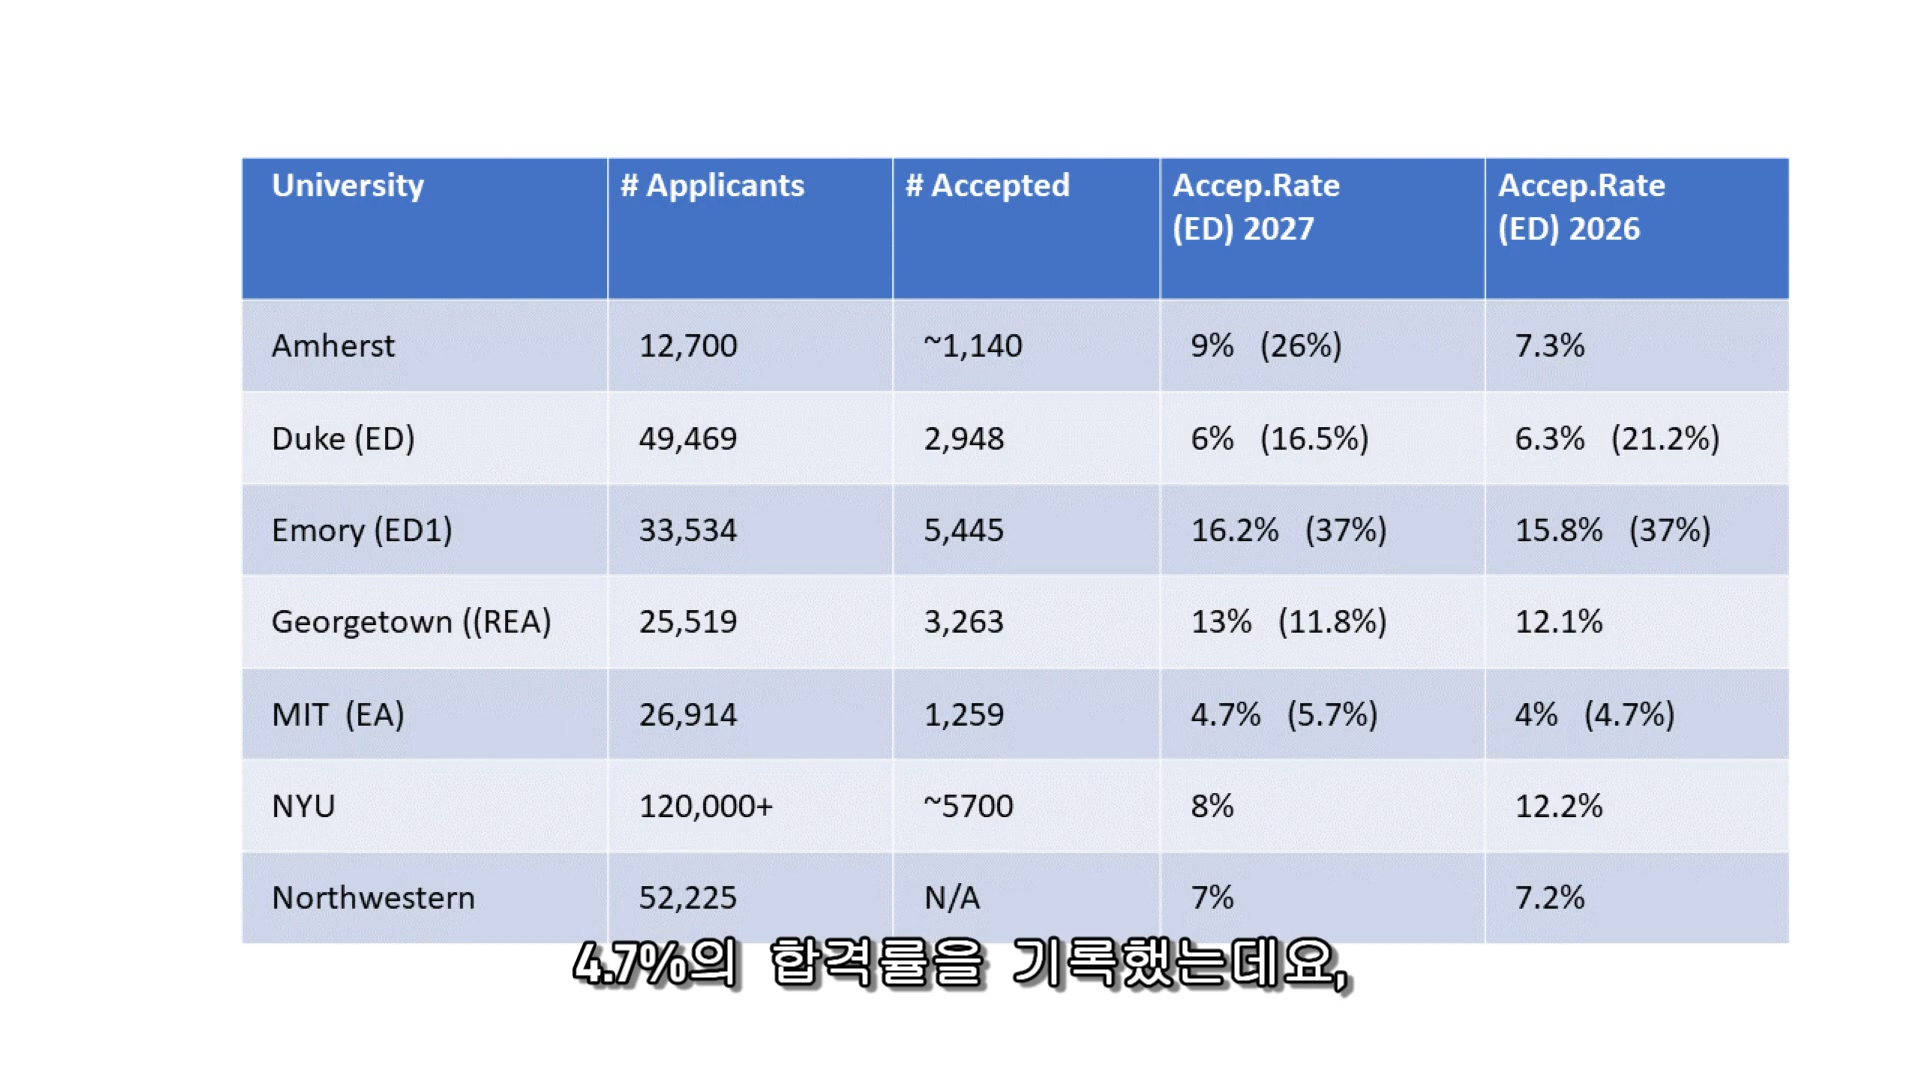 University # Applicants # Accepted Accep.Rate (ED) 2027 Accep.Rate (ED) 2026
Amherst 12,700 ~1,140 9% (26%) 7.3%
Duke (ED) 49,469 2,948 6% (16.5%) 6.3% (21.2%)
Emory (ED1) 33,534 5,445 16.2% (37%) 15.8% (37%)
Georgetown ((REA) 25,519 3,263 13% (11.8%) 12.1%
MIT (EA) 26,914 1,259 4.7% (5.7%) 4% (4.7%)
NYU 120,000+ ~5700 8% 12.2%
Northwestern 52,225 N/A 7% 7.2%
4.7%의 합격률을 기록했는데요,